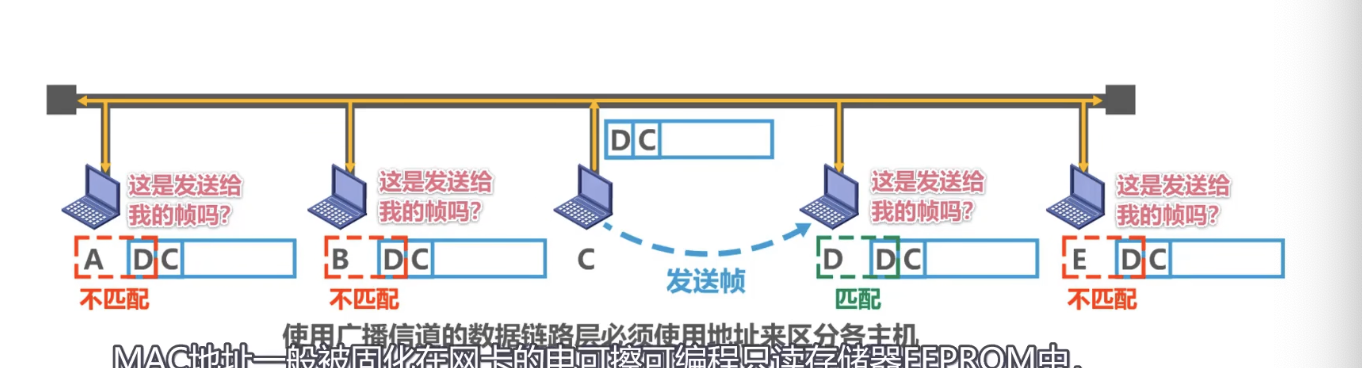 D C
这是发送给
我的帧吗?
这是发送给
我的帧吗?
这是发送给
我的帧吗?
这是发送给
我的帧吗?
A D C
B D C
C
D D C
E D C
发送帧
不匹配
不匹配
匹配
不匹配
使用广播信道的数据链路层必须使用地址来区分各主机
MAC地址一般被固化在网卡的电可擦可编程只读存储器EEPROM中,